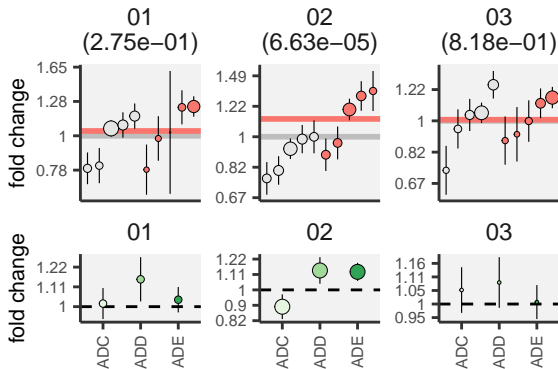 01
(2.75e−01)
02
(6.63e−05)
03
(8.18e−01)
fold change
1.65
1.28
1
0.78
1.49
1.22
1
0.82
0.67
1.22
1
0.82
0.67
01
02
03
fold change
1.22
1.11
1
1.22
1.11
1
0.9
0.82
1.16
1.10
1.05
1
0.95
ADC
ADD
ADE
ADC
ADD
ADE
ADC
ADD
ADE